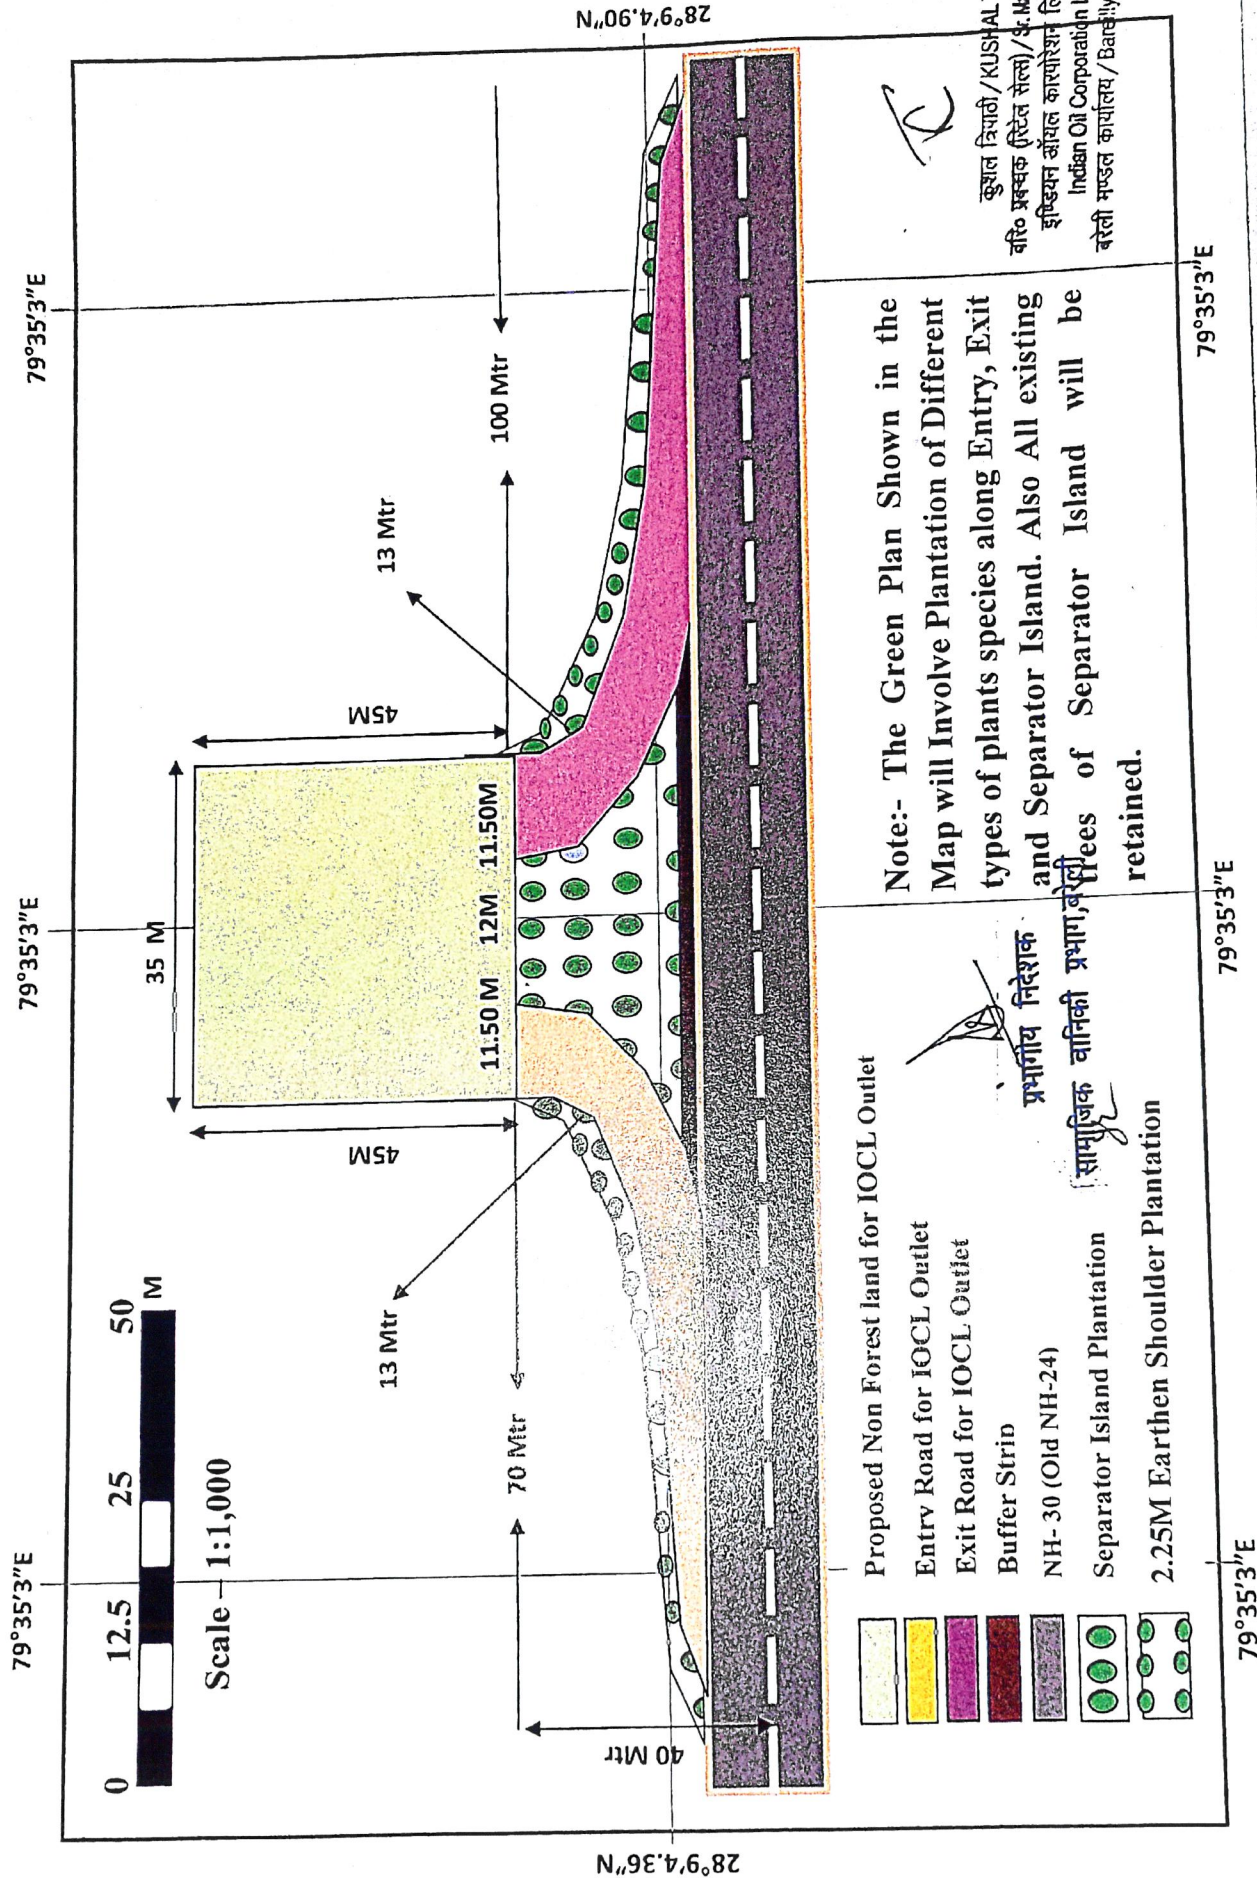 79°35'3"E
79°35'3"E
79°35'3"E
0 12.5 25 50
M
Scale 1:1,000
35 M
45M
45M
13 Mtr
13 Mtr
70 Mtr
100 Mtr
11.50 M 12M 11.50M
40 Mtr
28°9'4.36"N
28°9'4.90"N
Proposed Non Forest land for IOCL Outlet
Entry Road for IOCL Outlet
Exit Road for IOCL Outlet
Buffer Strip
NH- 30 (Old NH-24)
Separator Island Plantation
2.25M Earthen Shoulder Plantation
प्रभागीय निदेशक
सामाजिक वानिकी प्रभाग,बरेली
Note:- The Green Plan Shown in the
Map will Involve Plantation of Different
types of plants species along Entry, Exit
and Separator Island. Also All existing
trees of Separator Island will be
retained.
कुशल त्रिपाठी/KUSHAL
वरि० प्रबन्धक (रिटेल सेल्स)/Sr.
इण्डियन ऑयल कारपोरेशन
Indian Oil Corporation
बरेली मण्डल कार्यालय/Bareilly
79°35'3"E
79°35'3"E
79°35'3"E